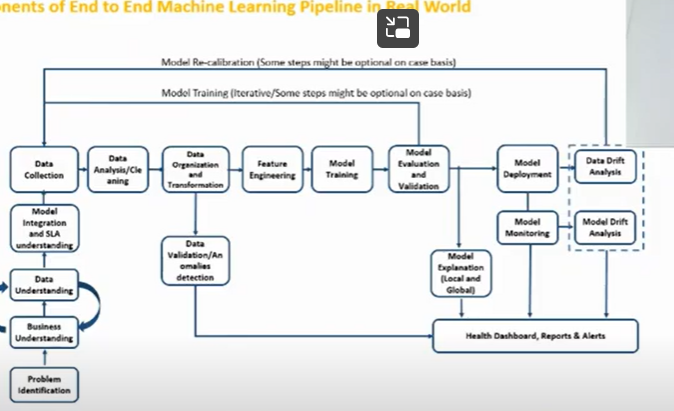 nents of End to End Machine Learning Pipeline in Real World
Model Re-calibration (Some steps might be optional on case basis)
Model Training (Iterative/Some steps might be optional on case basis)
Data
Collection
Data
Analysis/Cle
aning
Data
Organization
and
Transformation
Feature
Engineering
Model
Training
Model
Evaluation
and
Validation
Model
Deployment
Data Drift
Analysis
Model
Integration
and SLA
understanding
Model
Monitoring
Model Drift
Analysis
Data
Validation/An
omalies
detection
Model
Explanation
(Local and
Global)
Data
Understanding
Business
Understanding
Health Dashboard, Reports & Alerts
Problem
Identification